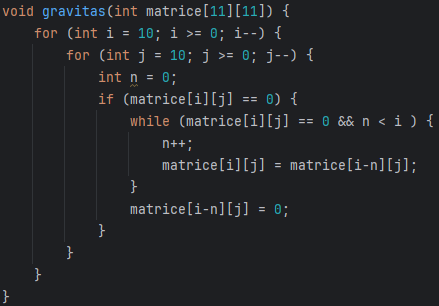 void gravitas(int matrice[11][11]) {
    for (int i = 10; i >= 0; i--) {
        for (int j = 10; j >= 0; j--) {
            int n = 0;
            if (matrice[i][j] == 0) {
                while (matrice[i][j] == 0 && n < i ) {
                    n++;
                    matrice[i][j] = matrice[i-n][j];
                }
                matrice[i-n][j] = 0;
            }
        }
    }
}